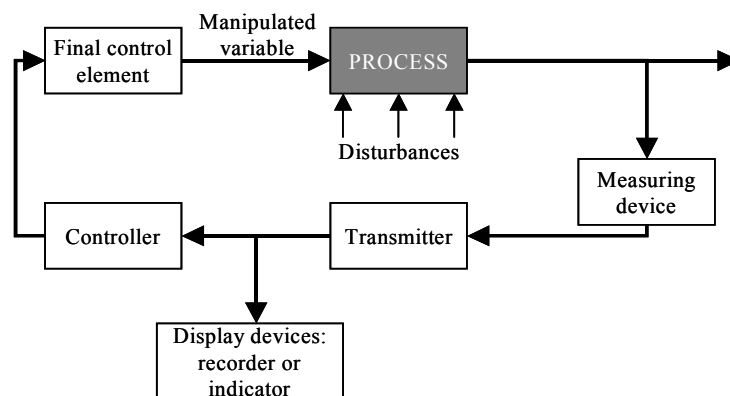 Final control
element
Manipulated
variable
PROCESS
Disturbances
Measuring
device
Controller
Transmitter
Display devices:
recorder or
indicator